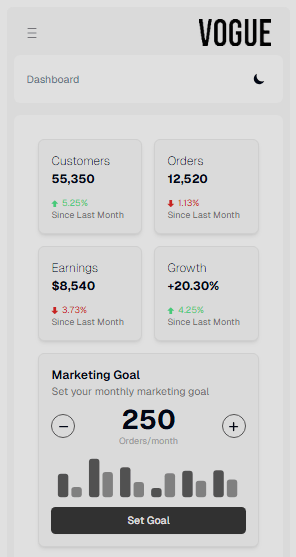 VOGUE
Dashboard
Customers
55,350
5.25%
Since Last Month
Orders
12,520
1.13%
Since Last Month
Earnings
$8,540
3.73%
Since Last Month
Growth
+20.30%
4.25%
Since Last Month
Marketing Goal
Set your monthly marketing goal
250
Orders/month
Set Goal